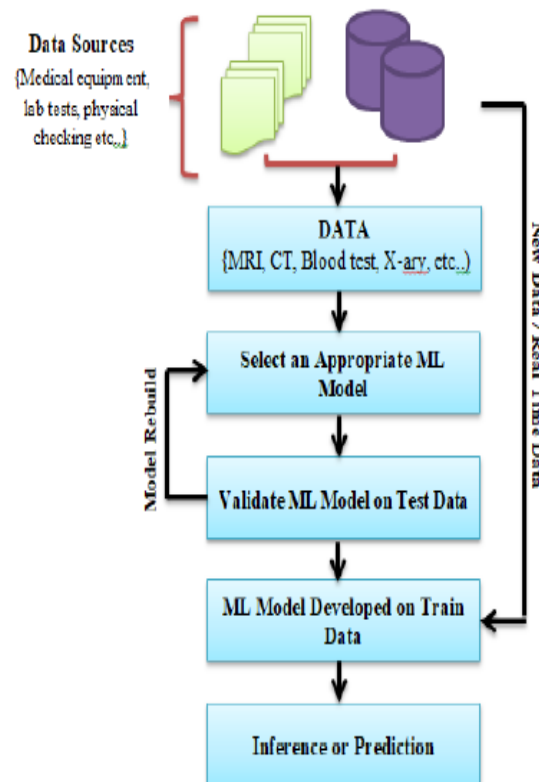 Data Sources
{Medical equipment,
lab tests, physical
checking etc..}
DATA
{MRI, CT, Blood test, X-ary, etc..)
Select an Appropriate ML
Model
Model Rebuild
Validate ML Model on Test Data
New Data / Real Time Data
ML Model Developed on Train
Data
Inference or Prediction